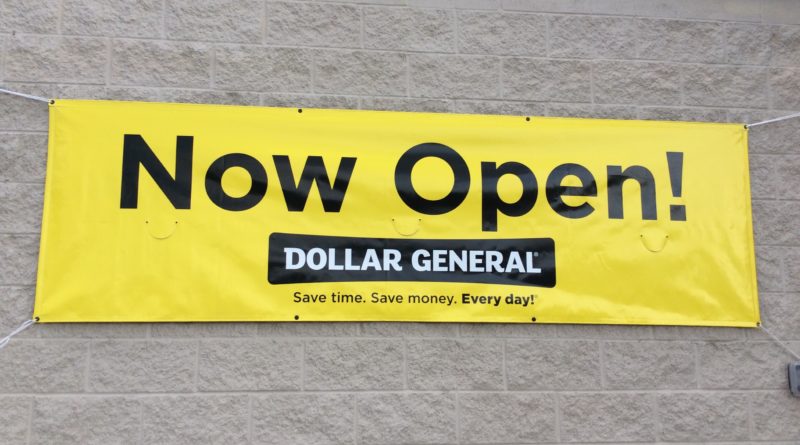 Now Open!
DOLLAR GENERAL
Save time. Save money. Every day!